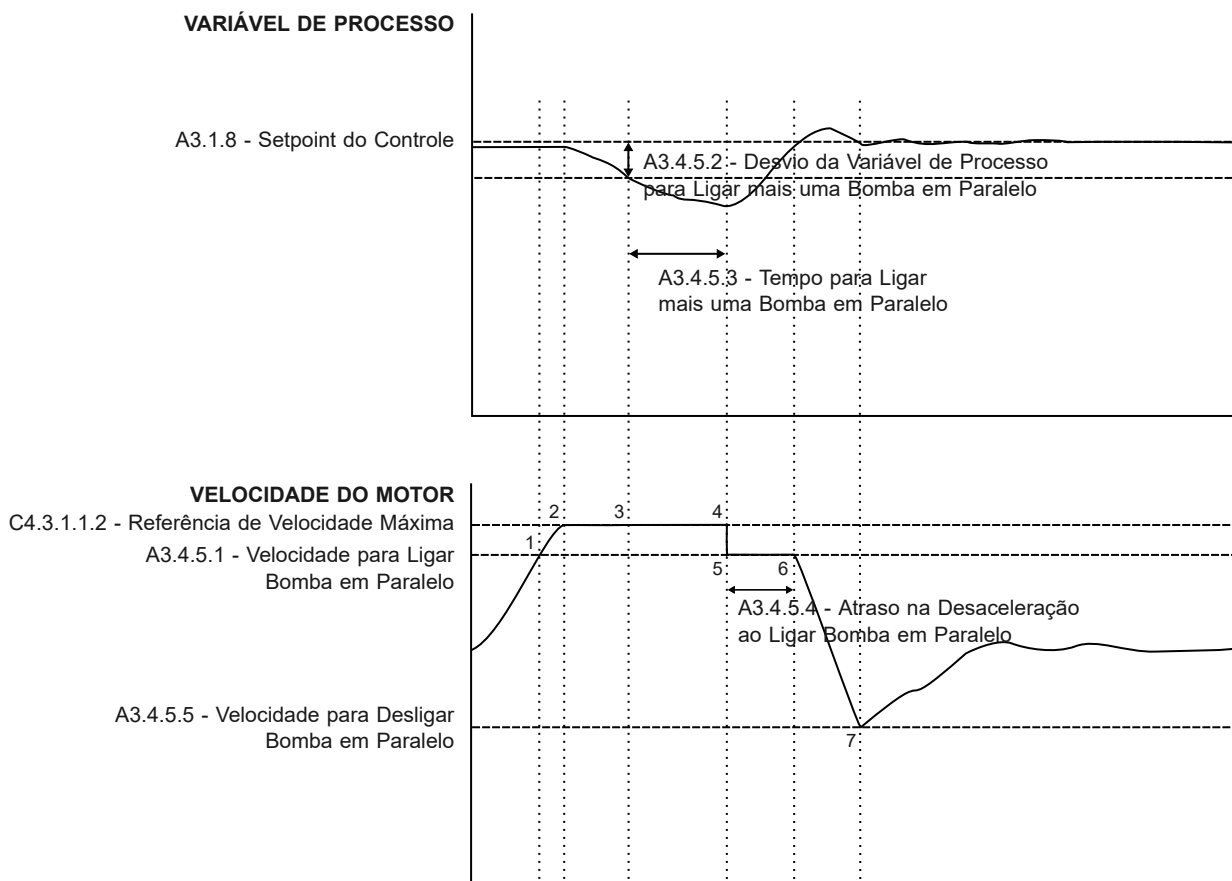 VARIÁVEL DE PROCESSO
A3.1.8 - Setpoint do Controle
A3.4.5.2 - Desvio da Variável de Processo
para Ligar mais uma Bomba em Paralelo
A3.4.5.3 - Tempo para Ligar
mais uma Bomba em Paralelo
VELOCIDADE DO MOTOR
C4.3.1.1.2 - Referência de Velocidade Máxima
2
3
4
A3.4.5.1 - Velocidade para Ligar
Bomba em Paralelo
1
5
6
A3.4.5.4 - Atraso na Desaceleração
ao Ligar Bomba em Paralelo
A3.4.5.5 - Velocidade para Desligar
Bomba em Paralelo
7